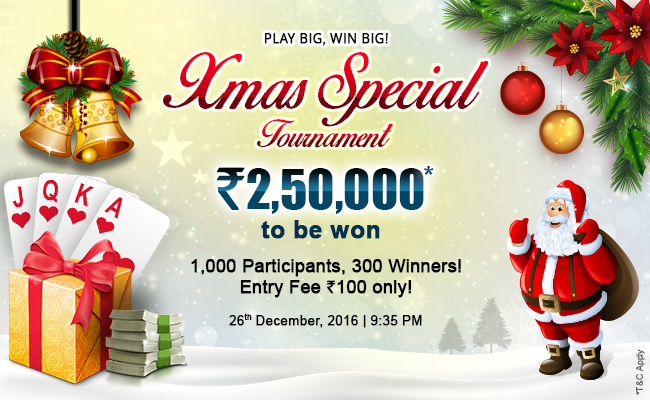 PLAY BIG, WIN BIG!
Xmas Special
Tournament
₹2,50,000*
to be won
1,000 Participants, 300 Winners!
Entry Fee ₹100 only!
26th December, 2016 | 9:35 PM
J Q K A
*T&C Apply